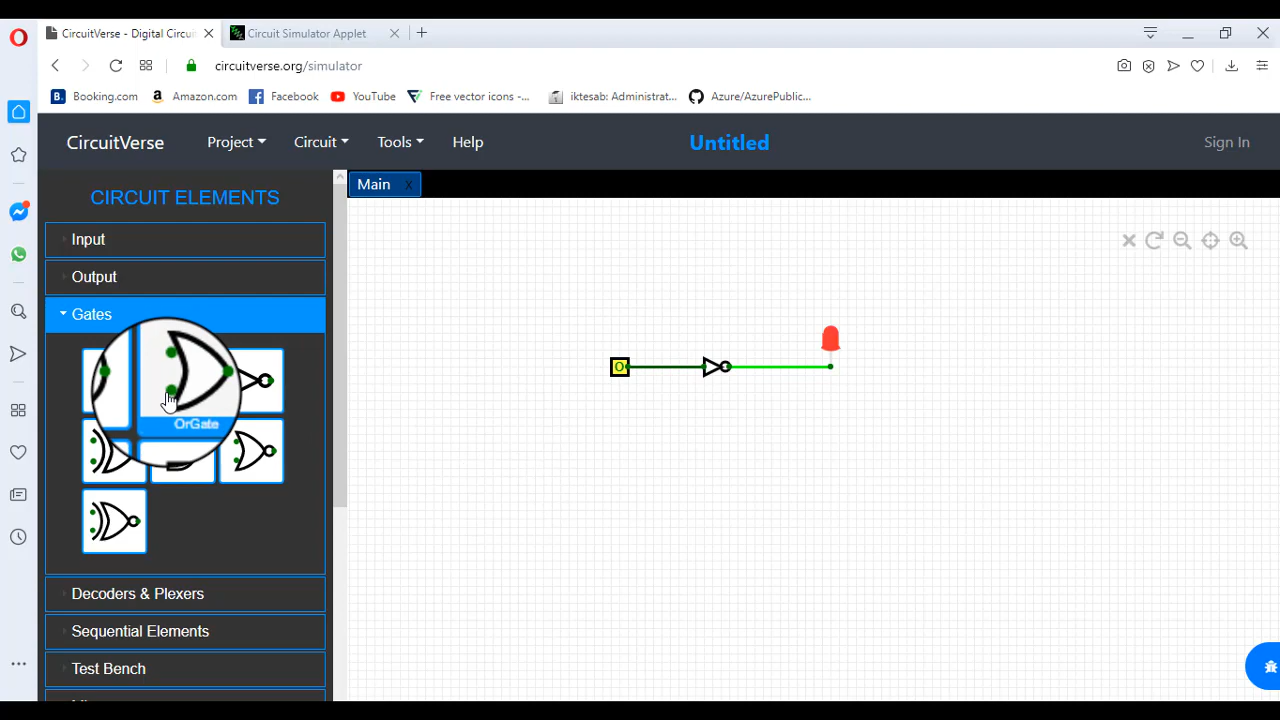 CircuitVerse - Digital Circui
Circuit Simulator Applet
circuitverse.org/simulator
Booking.com
Amazon.com
Facebook
YouTube
Free vector icons -...
iktesab: Administrat...
Azure/AzurePublic...
CircuitVerse
Project
Circuit
Tools
Help
Untitled
Sign In
CIRCUIT ELEMENTS
Main
Input
Output
Gates
OrGate
0
Decoders & Plexers
Sequential Elements
Test Bench